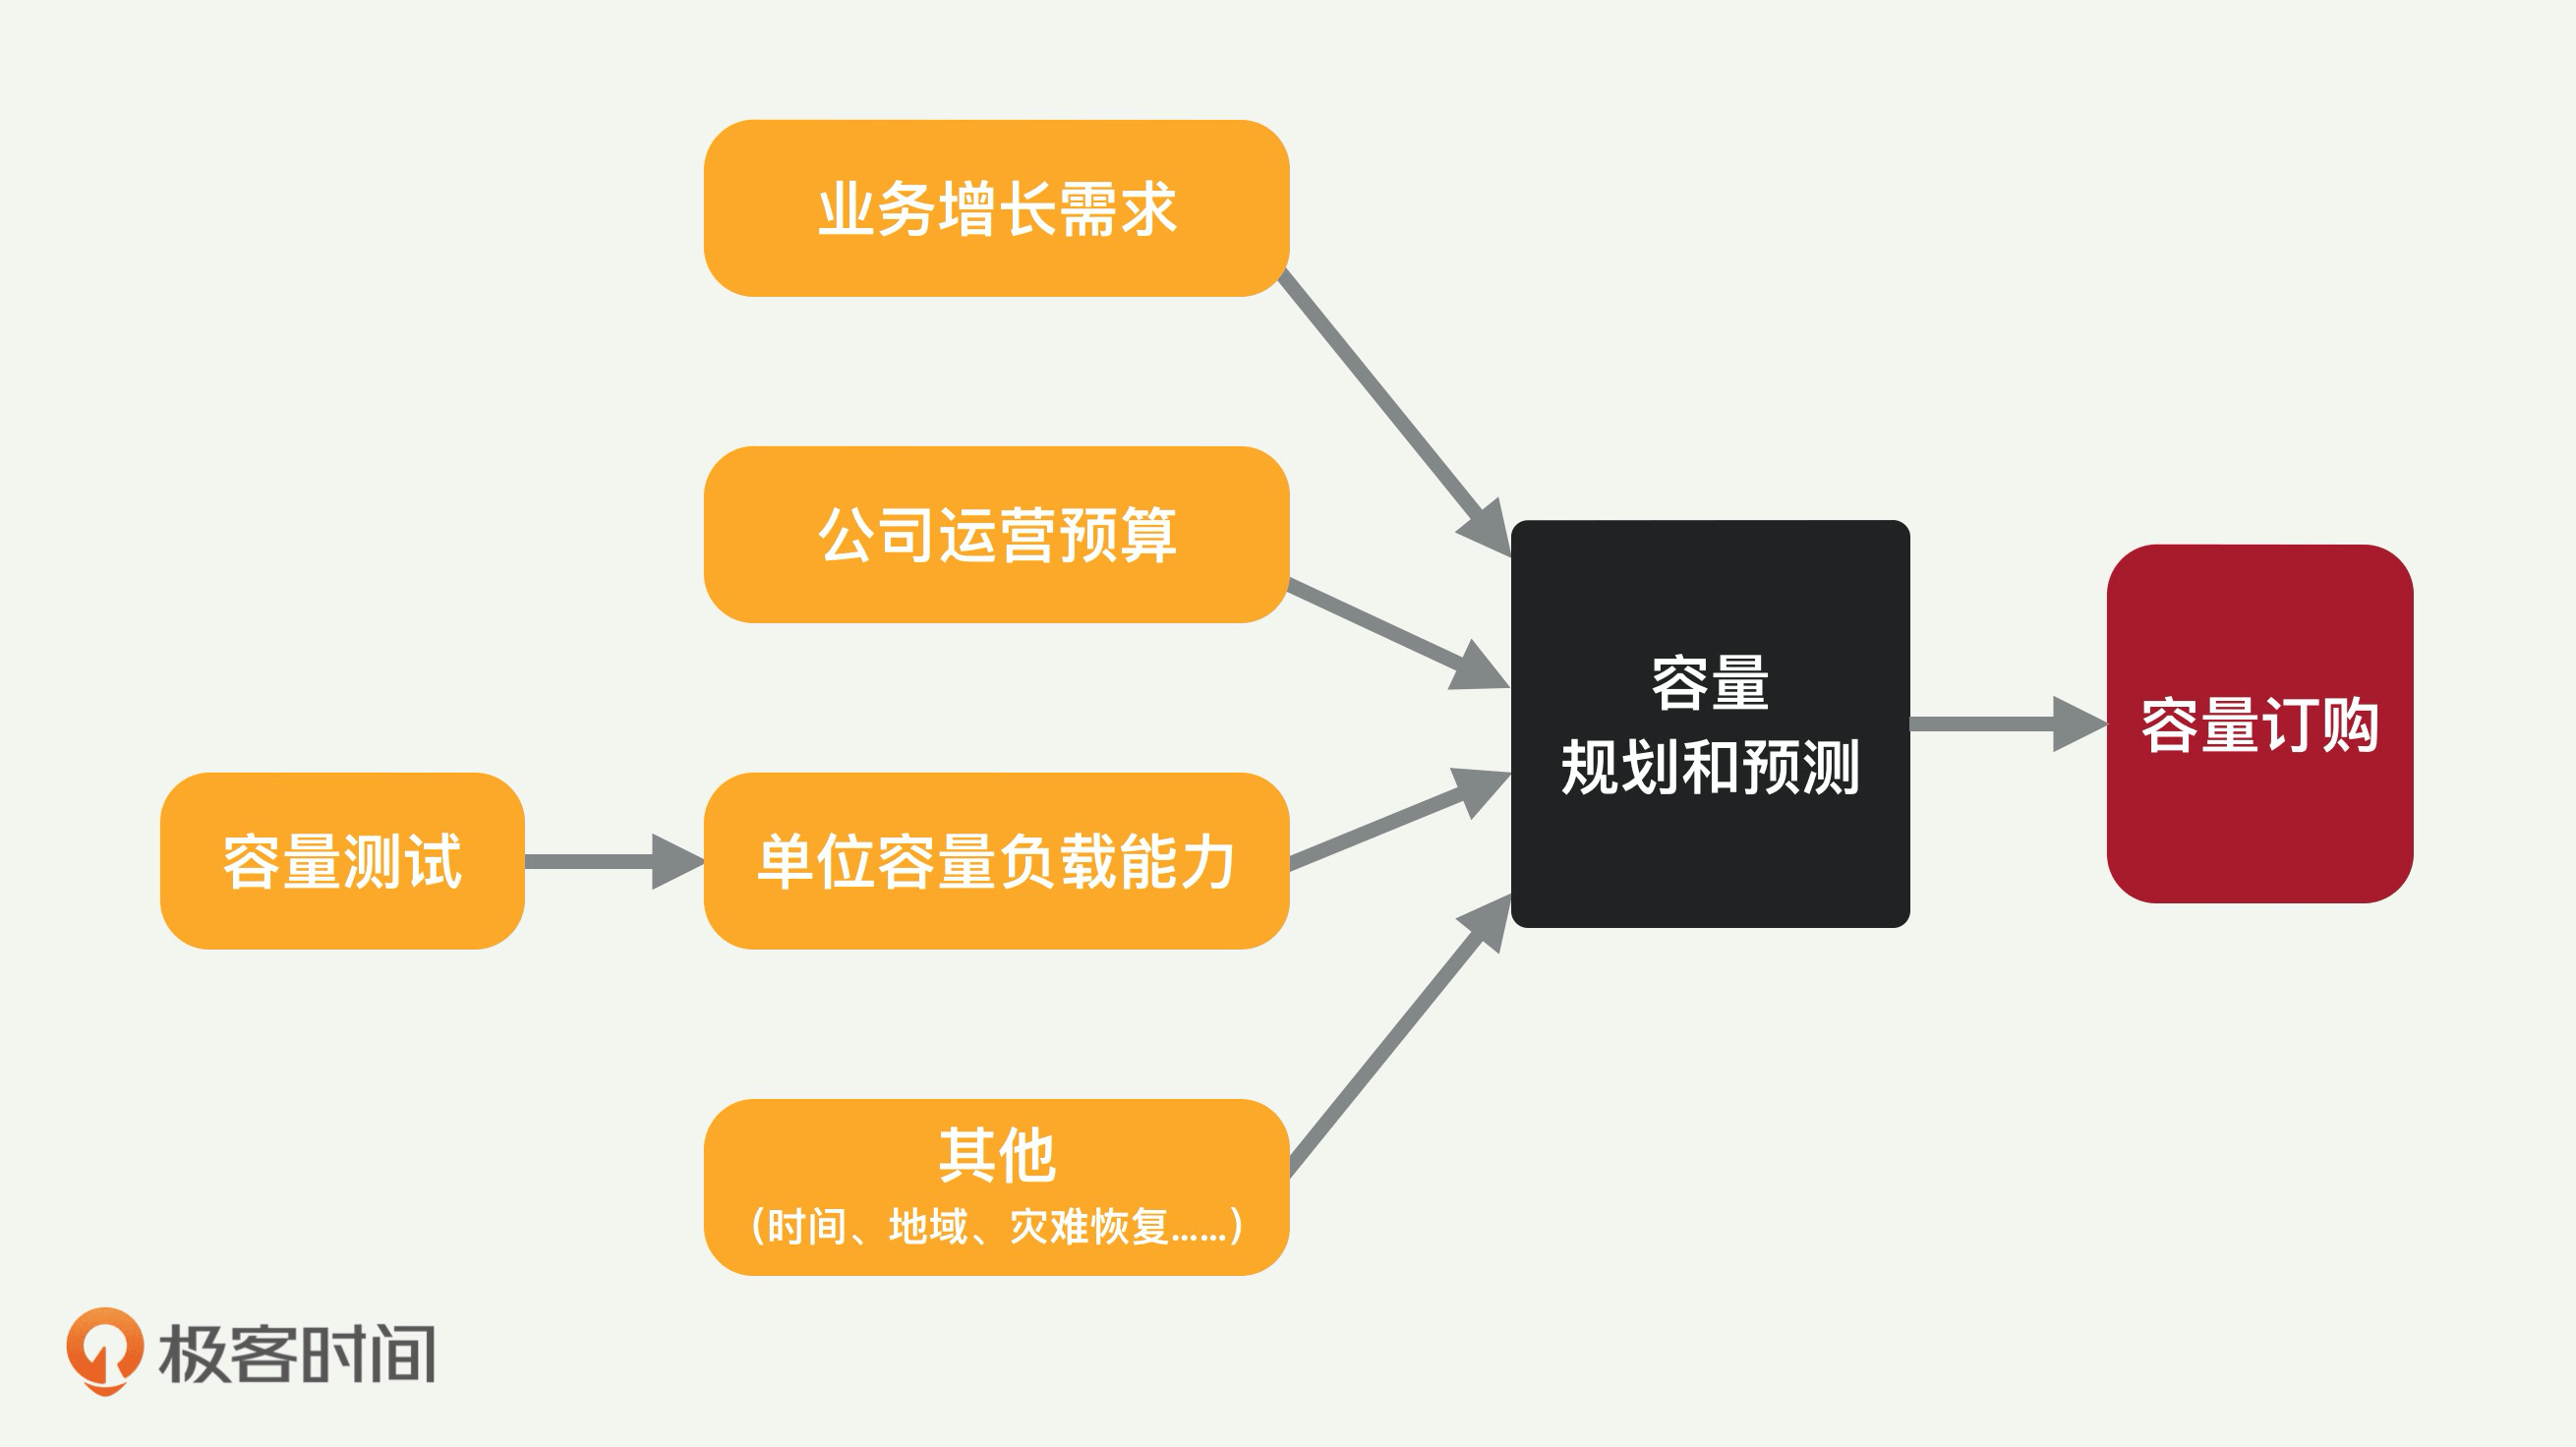 业务增长需求
公司运营预算
容量测试
单位容量负载能力
其他
（时间、地域、灾难恢复......）
容量
规划和预测
容量订购
极客时间